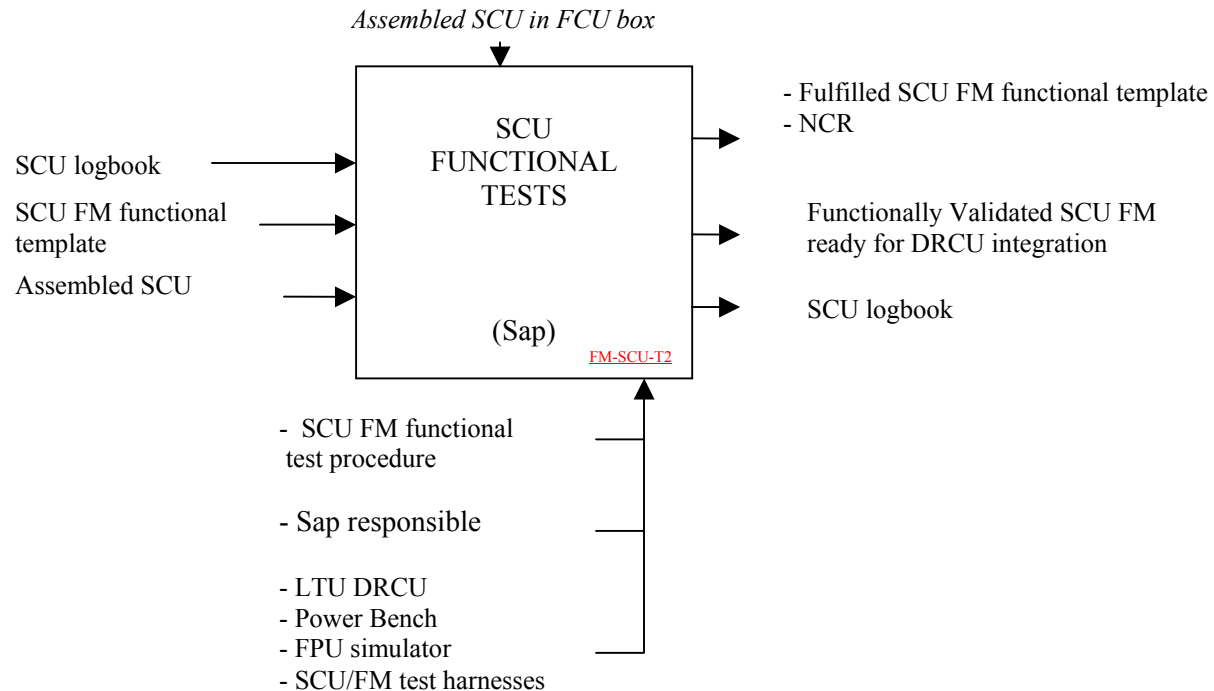 Assembled SCU in FCU box
SCU logbook
SCU FM functional
template
Assembled SCU
SCU
FUNCTIONAL
TESTS
(Sap)
FM-SCU-T2
- Fulfilled SCU FM functional template
- NCR
Functionally Validated SCU FM
ready for DRCU integration
SCU logbook
- SCU FM functional
test procedure
- Sap responsible
- LTU DRCU
- Power Bench
- FPU simulator
- SCU/FM test harnesses